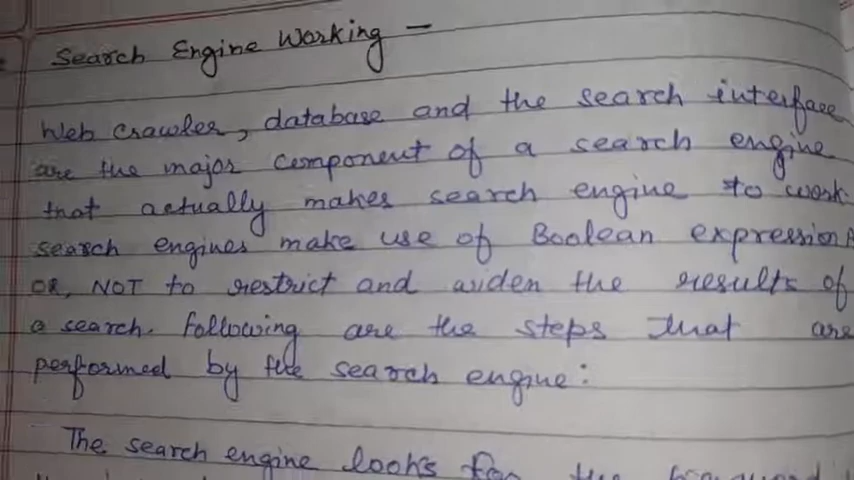 Search Engine Working -
Web crawler, database and the search interface
are the major component of a search engine
that actually makes search engine to work
search engines make use of Boolean expression
OR, NOT to restrict and widen the results of
a search. Following are the steps that are
performed by the search engine:
The search engine looks for the keyword